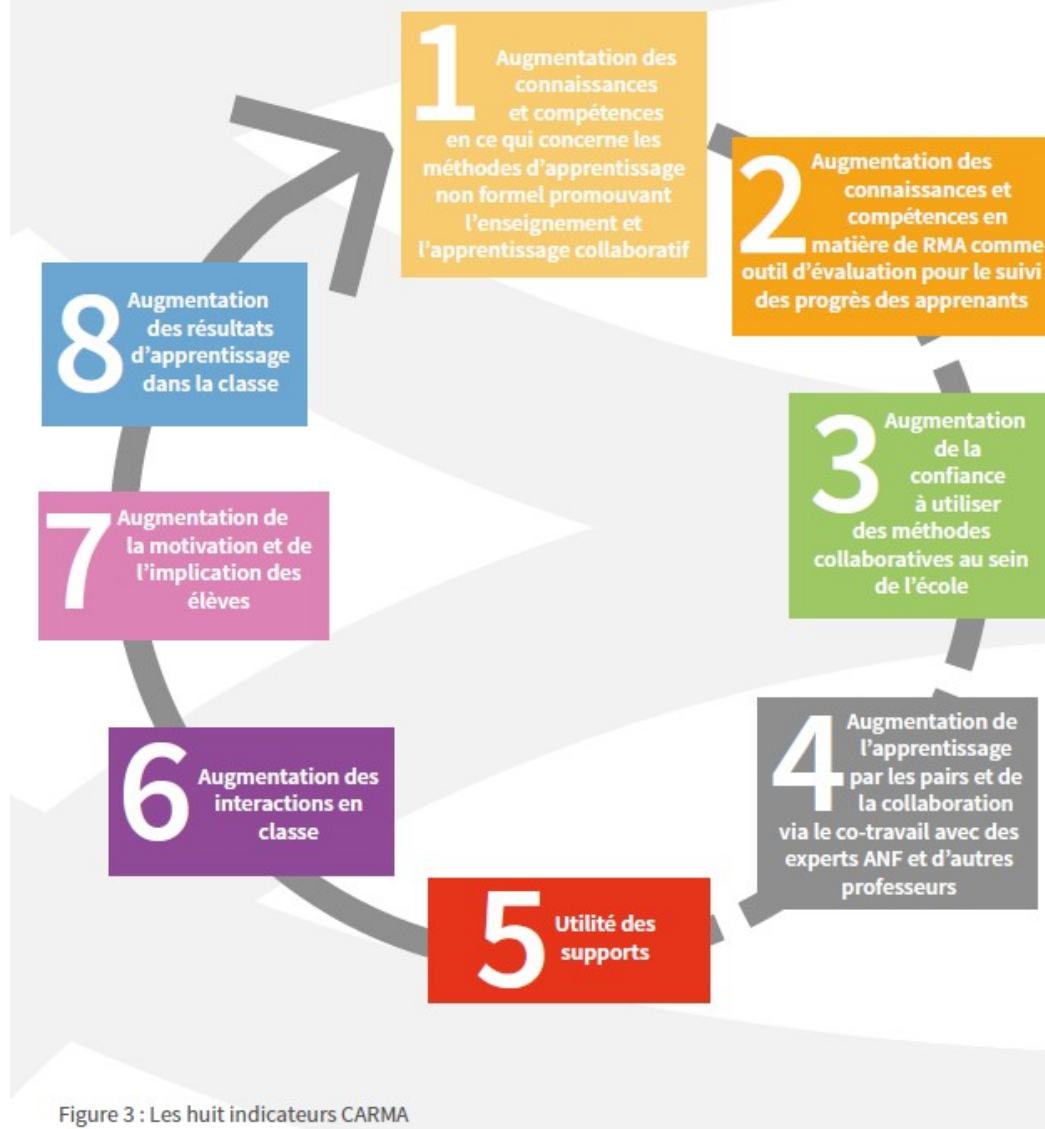 1
Augmentation des
connaissances
et compétences
en ce qui concerne les
méthodes d'apprentissage
non formel promouvant
l'enseignement et
l'apprentissage collaboratif
2
Augmentation des
connaissances et
compétences en
matière de RMA comme
outil d'évaluation pour le suivi
des progrès des apprenants
3
Augmentation
de la
confiance
à utiliser
des méthodes
collaboratives au sein
de l'école
4
Augmentation de
l'apprentissage
par les pairs et de
la collaboration
via le co-travail avec des
experts ANF et d'autres
professeurs
5
Utilité des
supports
6
Augmentation des
interactions en
classe
7
Augmentation de
la motivation et de
l'implication des
élèves
8
Augmentation
des résultats
d'apprentissage
dans la classe
Figure 3 : Les huit indicateurs CARMA